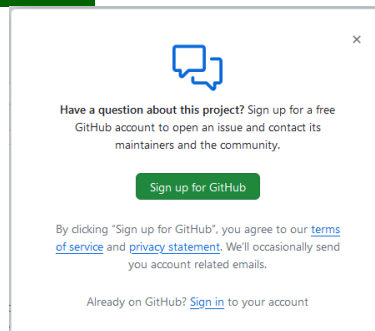 Have a question about this project? Sign up for a free
GitHub account to open an issue and contact its
maintainers and the community.
Sign up for GitHub
By clicking “Sign up for GitHub”, you agree to our terms
of service and privacy statement. We’ll occasionally send
you account related emails.
Already on GitHub? Sign in to your account